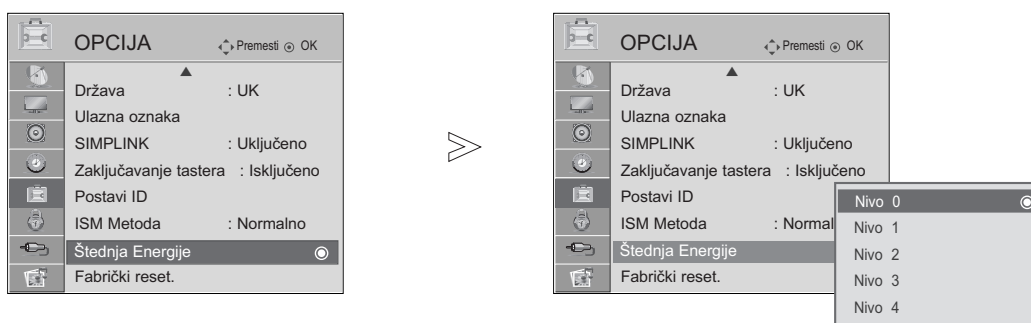 OPCIJA
Premesti OK
Država : UK
Ulazna oznaka
SIMPLINK : Uključeno
Zaključavanje tastera : Isključeno
Postavi ID
ISM Metoda : Normalno
Štednja Energije
Fabrički reset.
OPCIJA
Premesti OK
Država : UK
Ulazna oznaka
SIMPLINK : Uključeno
Zaključavanje tastera : Isključeno
Postavi ID
ISM Metoda : Normal
Štednja Energije
Fabrički reset.
Nivo 0
Nivo 1
Nivo 2
Nivo 3
Nivo 4